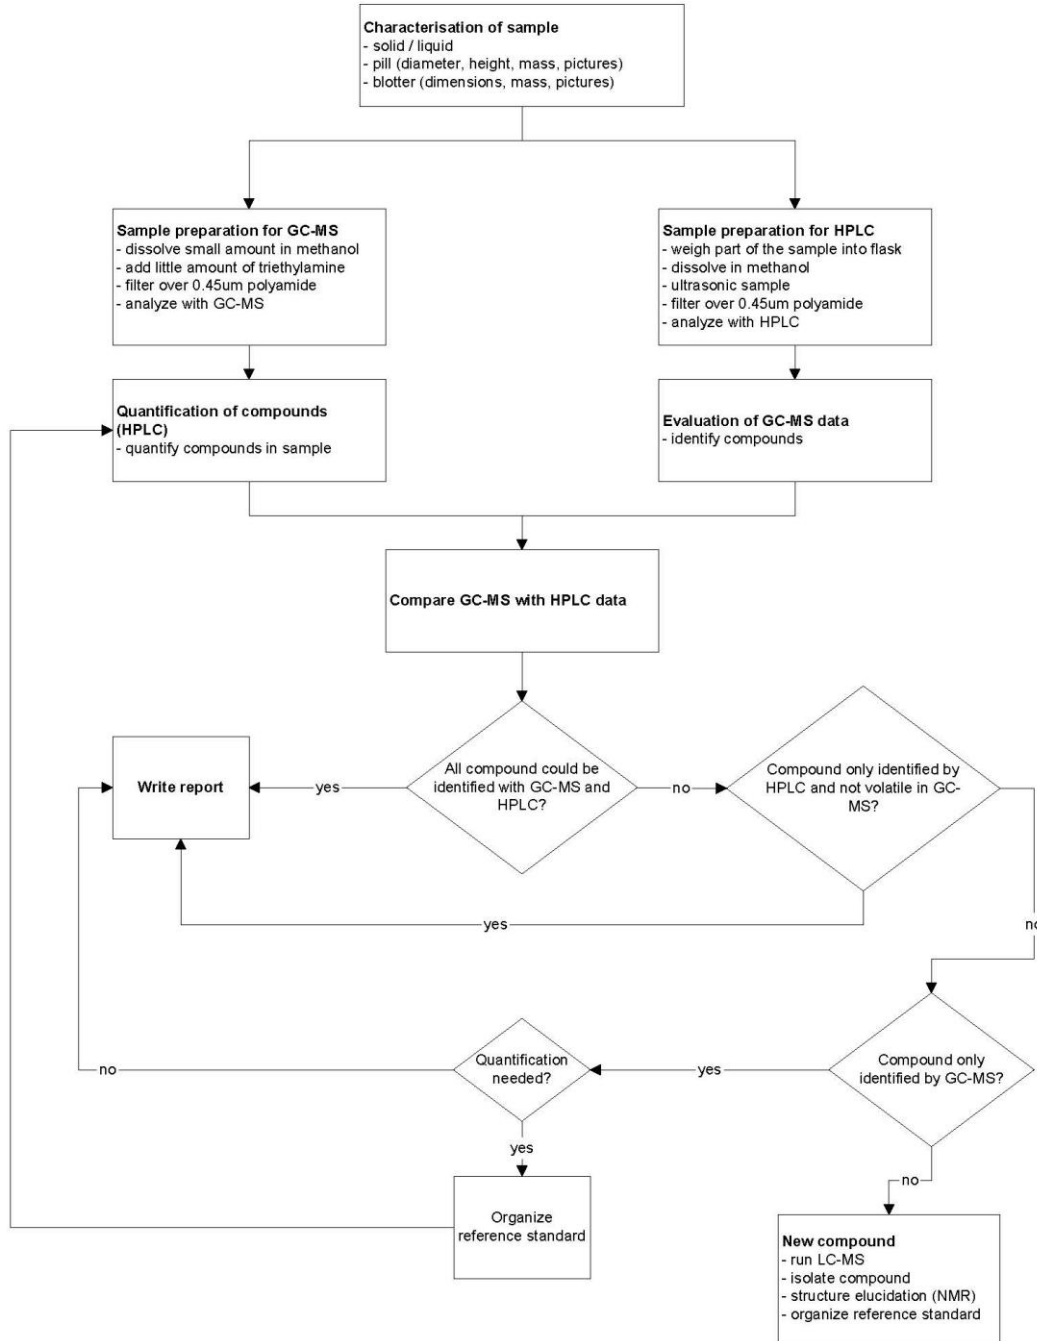 Characterisation of sample
- solid / liquid
- pill (diameter, height, mass, pictures)
- blotter (dimensions, mass, pictures)
Sample preparation for GC-MS
- dissolve small amount in methanol
- add little amount of triethylamine
- filter over 0.45um polyamide
- analyze with GC-MS
Sample preparation for HPLC
- weigh part of the sample into flask
- dissolve in methanol
- ultrasonic sample
- filter over 0.45um polyamide
- analyze with HPLC
Quantification of compounds
(HPLC)
- quantify compounds in sample
Evaluation of GC-MS data
- identify compounds
Compare GC-MS with HPLC data
Write report
yes
All compound could be
identified with GC-MS and
HPLC?
no
Compound only identified by
HPLC and not volatile in GC-
MS?
yes
no
no
Quantification
needed?
yes
Compound only
identified by GC-MS?
yes
no
Organize
reference standard
New compound
- run LC-MS
- isolate compound
- structure elucidation (NMR)
- organize reference standard